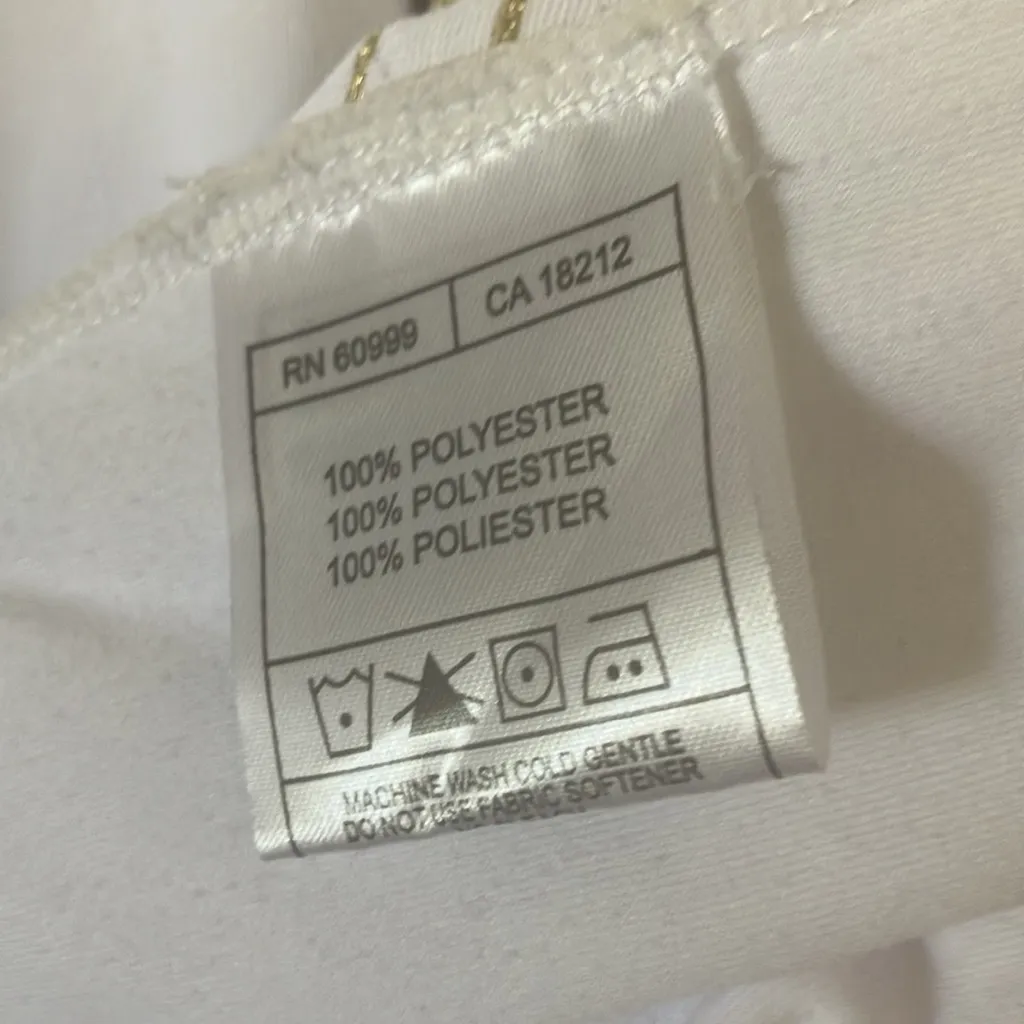 RN 60999 CA 18212
100% POLYESTER
100% POLYESTER
100% POLIESTER
MACHINE WASH COLD GENTLE
DO NOT USE FABRIC SOFTENER